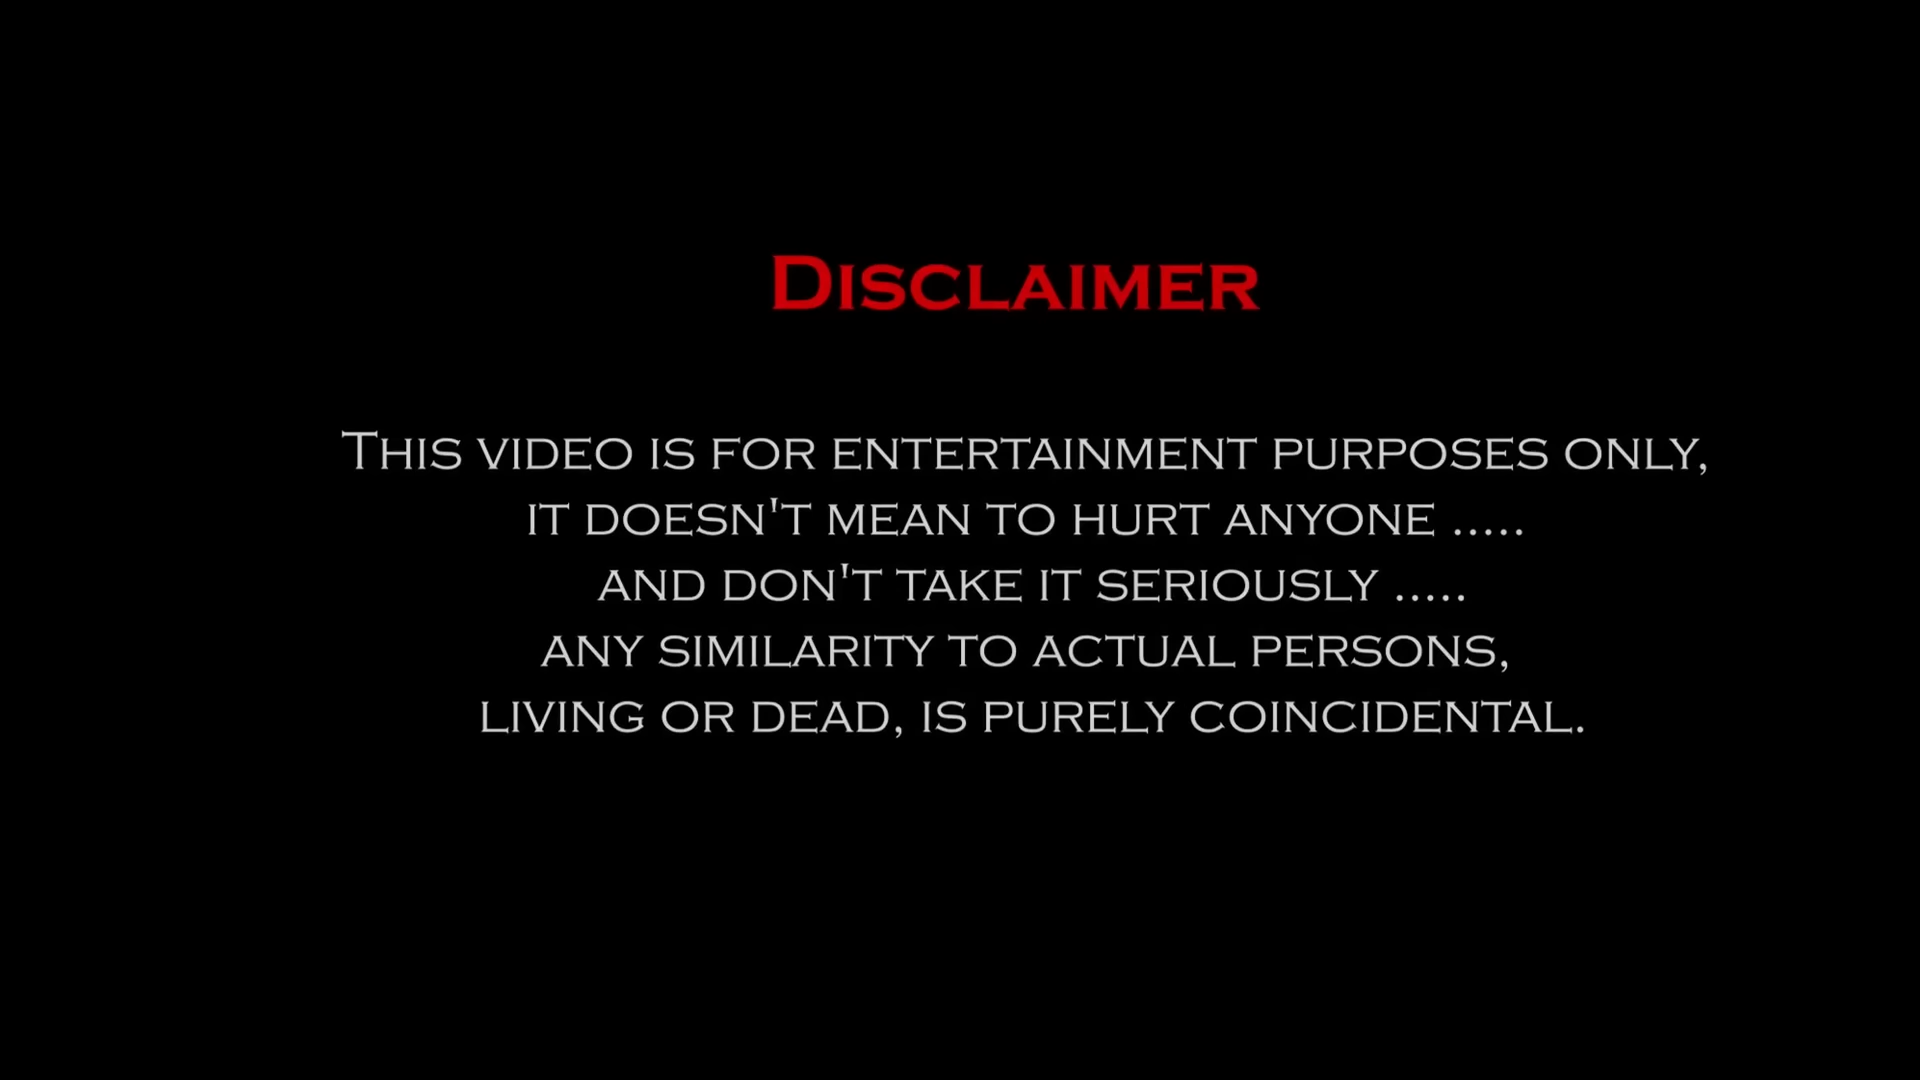 Disclaimer
This video is for entertainment purposes only,
it doesn't mean to hurt anyone .....
and don't take it seriously .....
any similarity to actual persons,
living or dead, is purely coincidental.